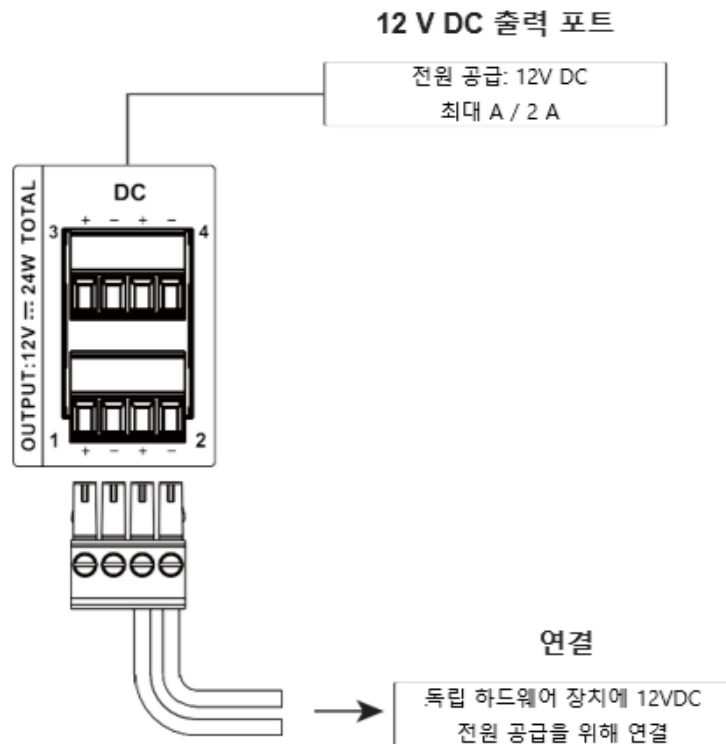 12 V DC 출력 포트
전원 공급: 12V DC
최대 A / 2 A
DC
+ - + -
3 4
OUTPUT:12V ⎓ 24W TOTAL
1 2
+ - + -
연결
독립 하드웨어 장치에 12VDC
전원 공급을 위해 연결